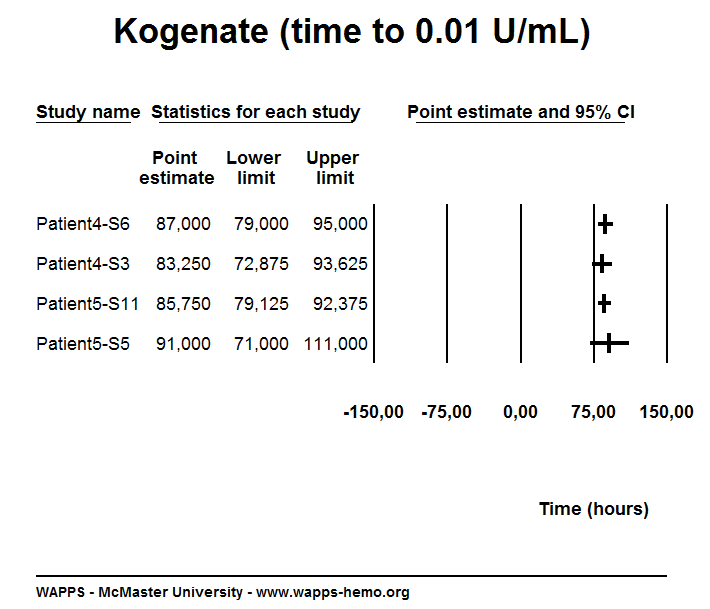 Kogenate (time to 0.01 U/mL)
Study name Statistics for each study Point estimate and 95% CI
Point Lower Upper
estimate limit limit
Patient4-S6 87,000 79,000 95,000
Patient4-S3 83,250 72,875 93,625
Patient5-S11 85,750 79,125 92,375
Patient5-S5 91,000 71,000 111,000
-150,00 -75,00 0,00 75,00 150,00
Time (hours)
WAPPS - McMaster University - www.wapps-hemo.org